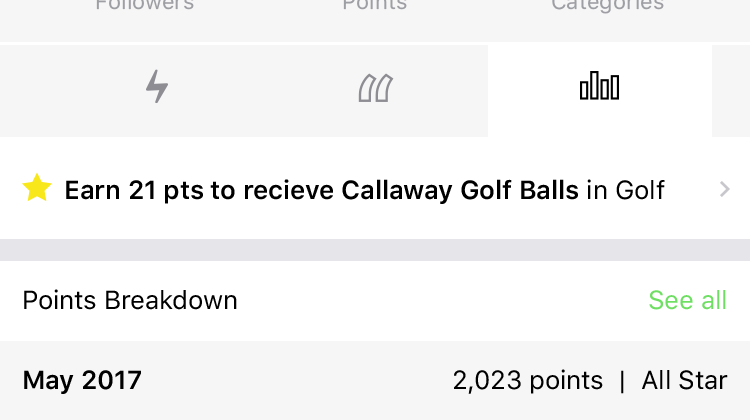 Followers Points Categories
Earn 21 pts to recieve Callaway Golf Balls in Golf
Points Breakdown See all
May 2017 2,023 points | All Star